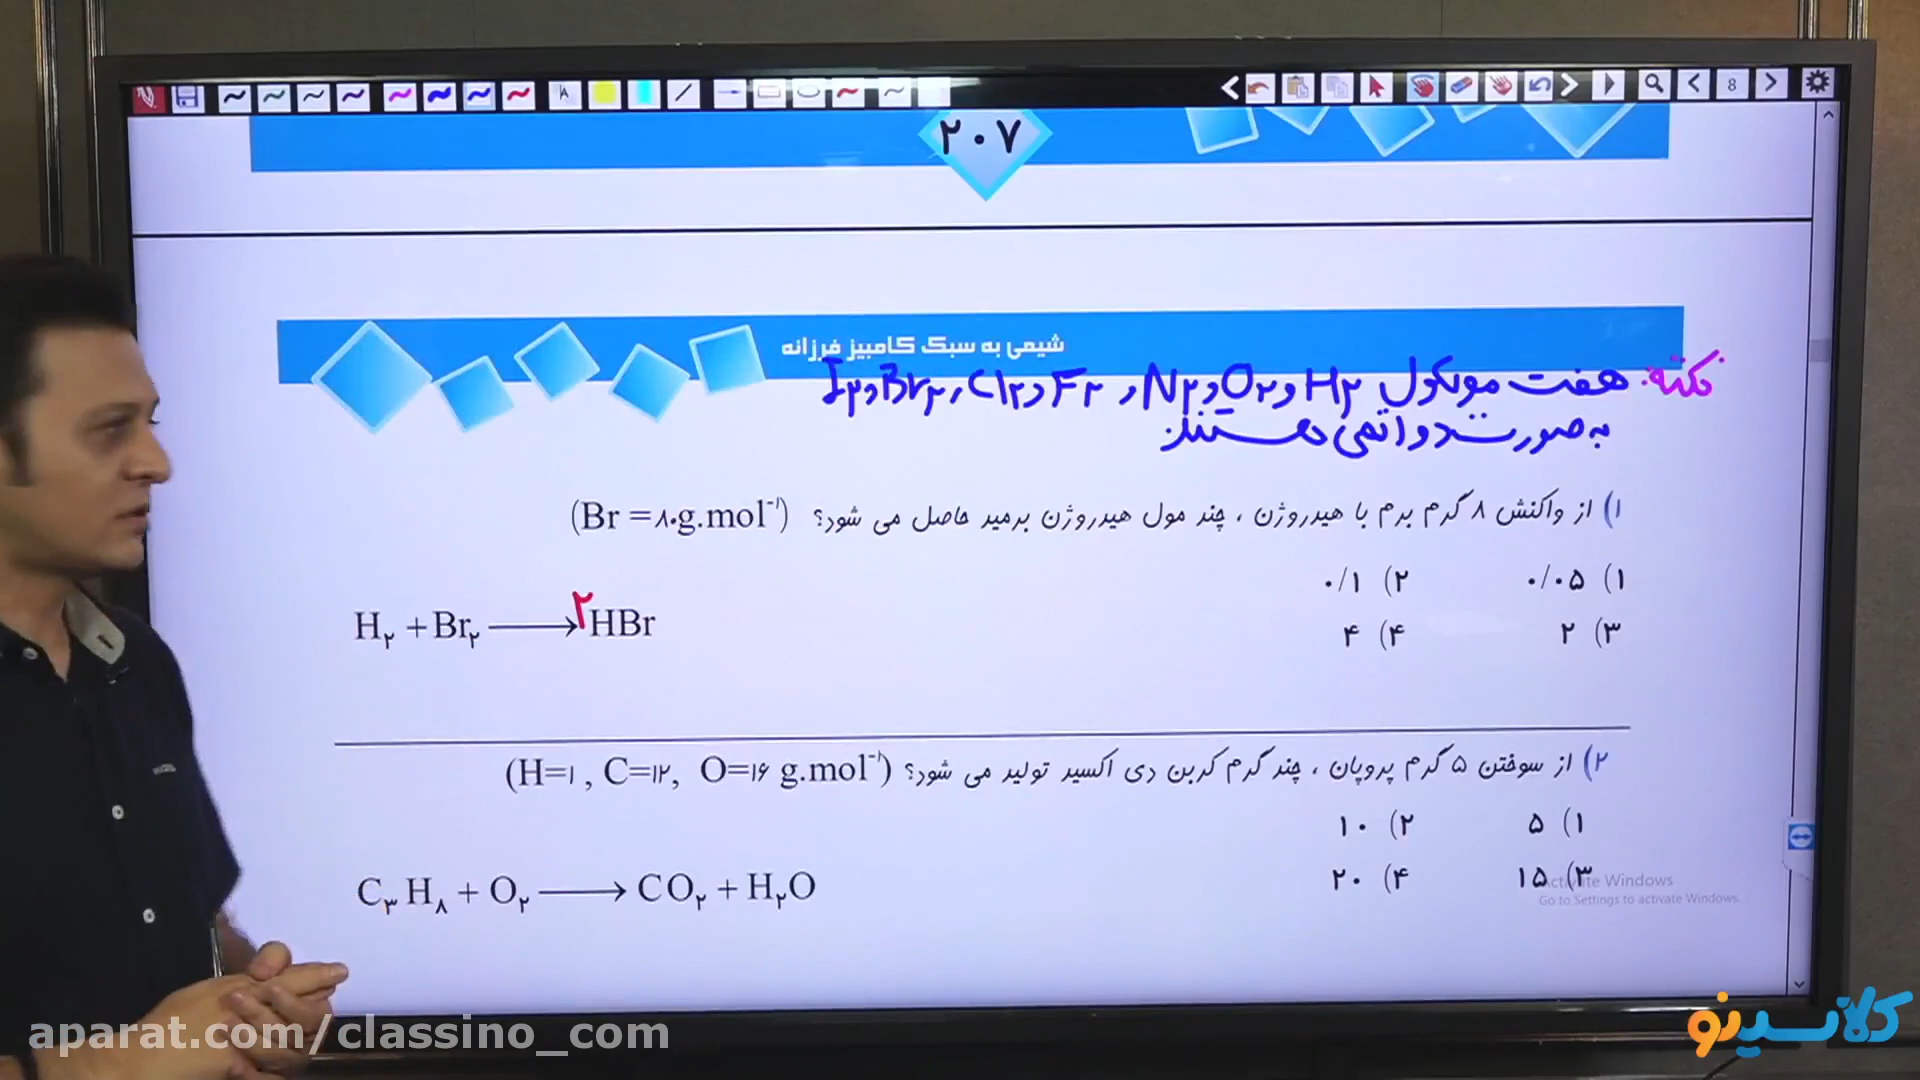 8
۲۰۷
شیمی به سبک کامبیز فرزانه
نکته: هفت مولکول H۲ و O۲ و N۲ و F۲ و Cl۲ و Br۲ و I۲
به صورت دو اتمی هستند.
۱) از واکنش ۸ گرم برم با هیدروژن ، چند مول هیدروژن برمید حاصل می شود؟ (Br =۸۰g.mol⁻¹)
۱) ۰/۰۵ ۲) ۰/۱
H۲ + Br۲ ⟶ ۲HBr
۳) ۲ ۴) ۴
۲) از سوختن ۵ گرم پروپان ، چند گرم کربن دی اکسید تولید می شود؟ (H=۱ , C=۱۲, O=۱۶ g.mol⁻¹)
۱) ۵ ۲) ۱۰
۳) ۱۵ ۴) ۲۰
C۳H۸ + O۲ ⟶ CO۲ + H۲O
Activate Windows
Go to Settings to activate Windows.
aparat.com/classino_com
کلاسینو